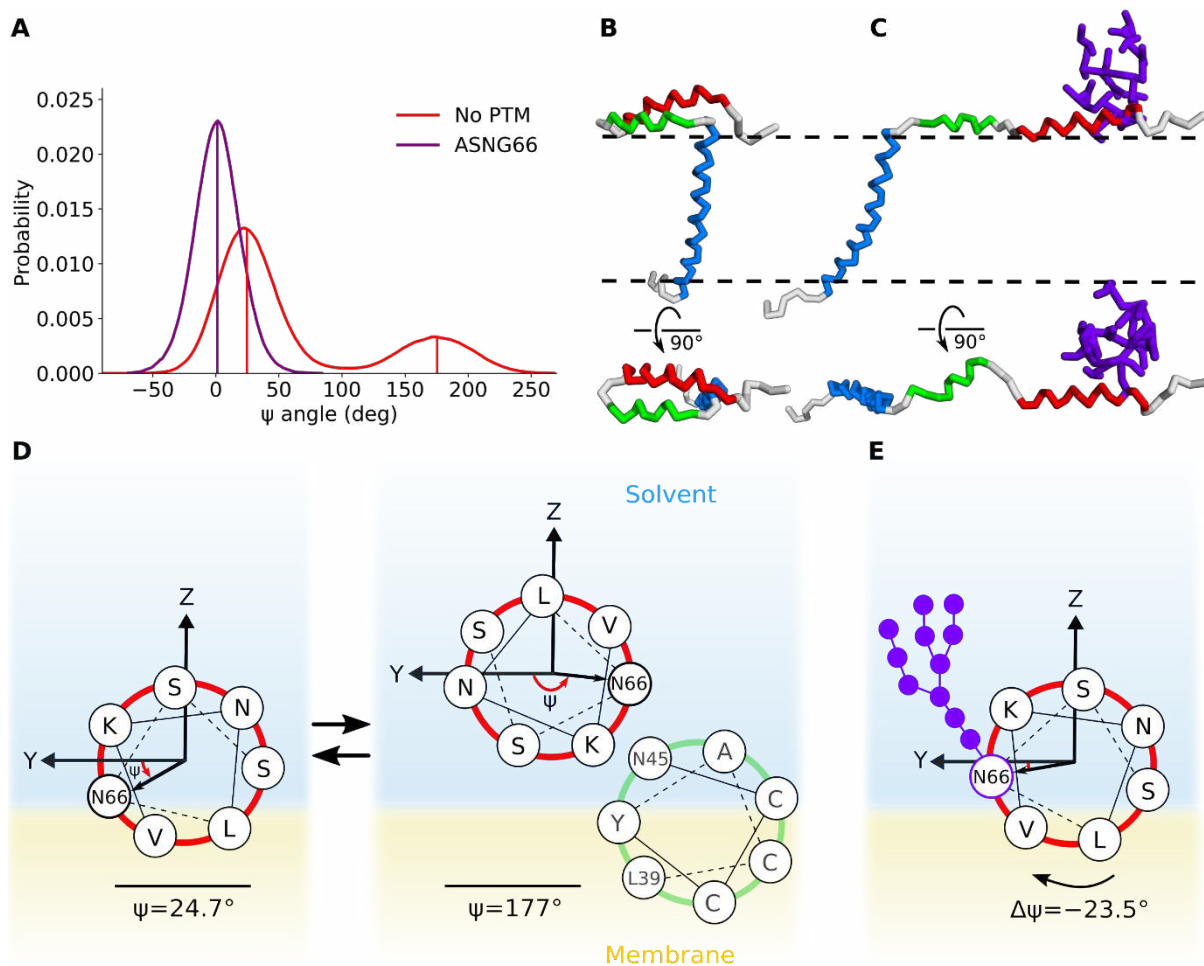 A
B
C
0.025
0.020
0.015
0.010
0.005
0.000
Probability
−50
0
50
100
150
200
250
ψ angle (deg)
No PTM
ASNG66
90°
90°
D
E
Solvent
Z
Y
ψ
S
K
N
N66
S
V
L
ψ=24.7°
Z
Y
ψ
L
S
V
N
N66
S
K
N45
A
Y
C
L39
C
C
ψ=177°
Membrane
Z
Y
S
K
N
N66
S
V
L
Δψ=−23.5°